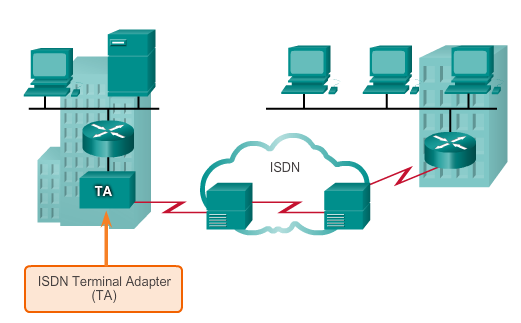 ISDN
TA
ISDN Terminal Adapter
(TA)